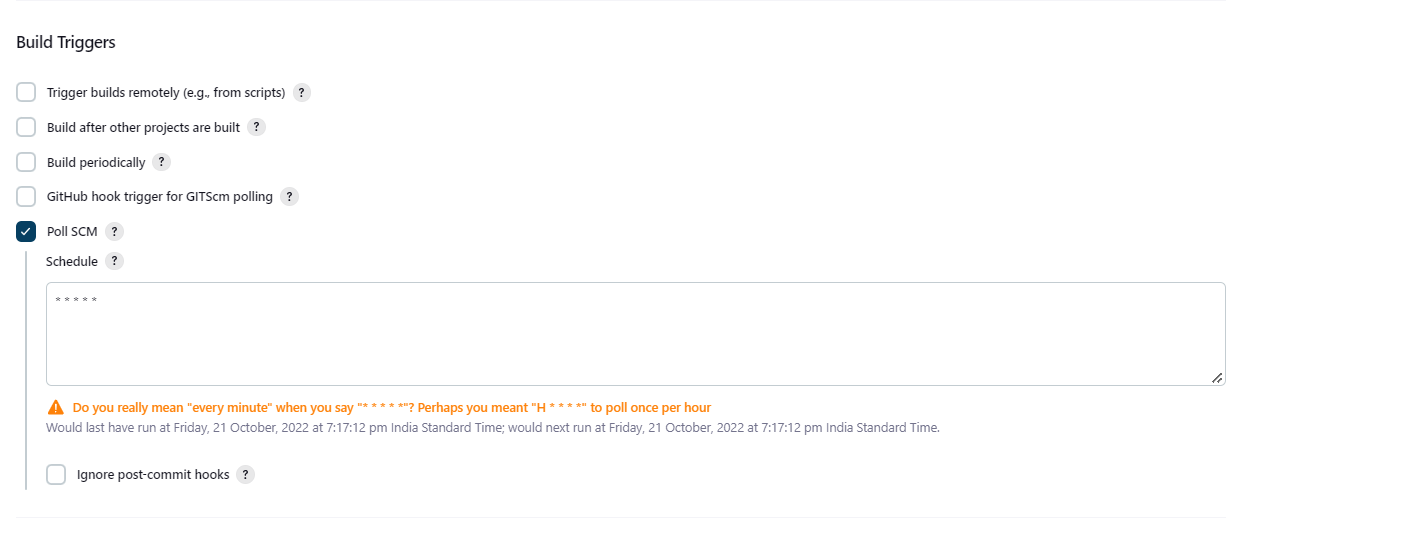 Build Triggers
Trigger builds remotely (e.g., from scripts) ?
Build after other projects are built ?
Build periodically ?
GitHub hook trigger for GITScm polling ?
Poll SCM ?
Schedule ?
* * * * *
Do you really mean "every minute" when you say "* * * * *"? Perhaps you meant "H * * * *" to poll once per hour
Would last have run at Friday, 21 October, 2022 at 7:17:12 pm India Standard Time; would next run at Friday, 21 October, 2022 at 7:17:12 pm India Standard Time.
Ignore post-commit hooks ?